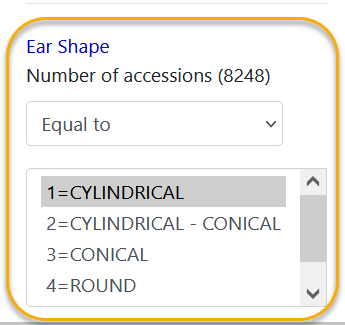 Ear Shape
Number of accessions (8248)
Equal to
1=CYLINDRICAL
2=CYLINDRICAL - CONICAL
3=CONICAL
4=ROUND